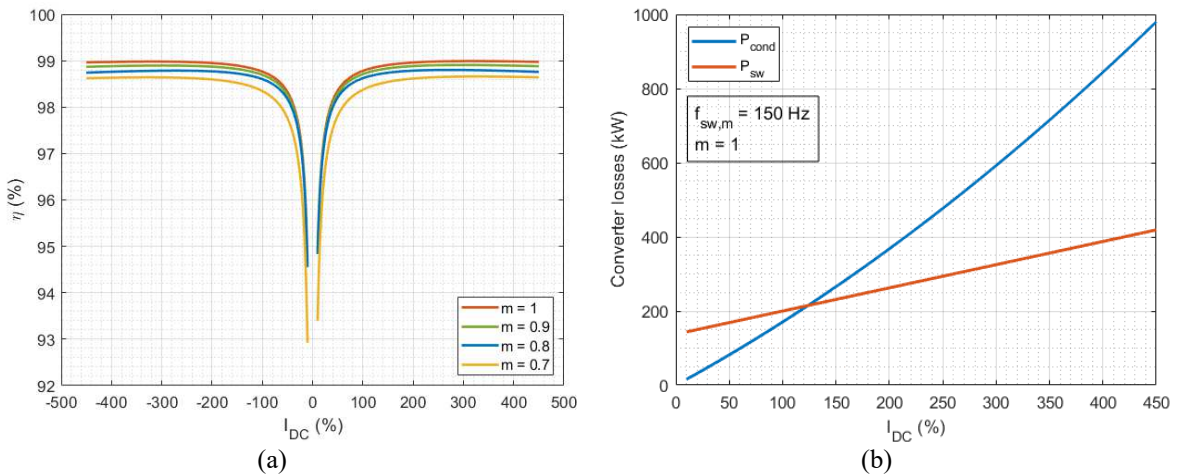 100
99
98
97
96
95
94
93
92
η (%)
-500 -400 -300 -200 -100 0 100 200 300 400 500
I_DC (%)
m = 1
m = 0.9
m = 0.8
m = 0.7
(a)
1000
800
600
400
200
0
Converter losses (kW)
0 50 100 150 200 250 300 350 400 450
I_DC (%)
P_cond
P_sw
f_sw,m = 150 Hz
m = 1
(b)